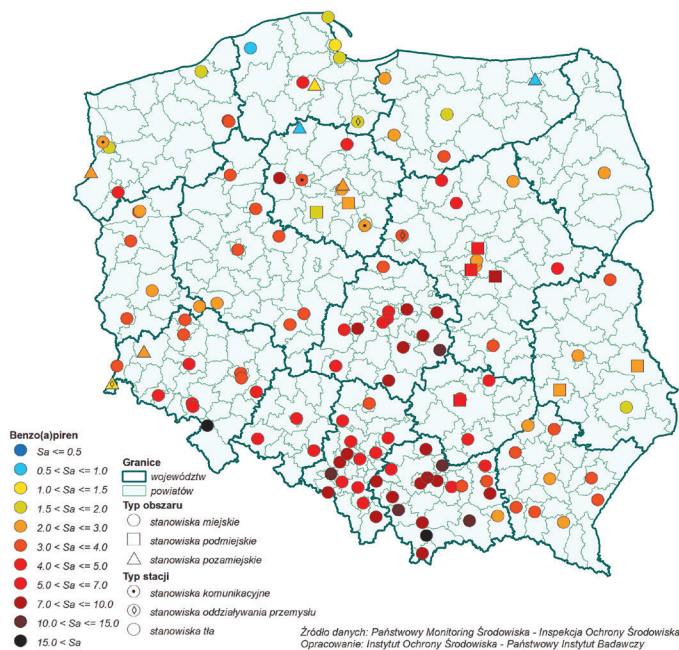 Benzo(a)piren
Sa <= 0.5
0.5 < Sa <= 1.0
1.0 < Sa <= 1.5
1.5 < Sa <= 2.0
2.0 < Sa <= 3.0
3.0 < Sa <= 4.0
4.0 < Sa <= 5.0
5.0 < Sa <= 7.0
7.0 < Sa <= 10.0
10.0 < Sa <= 15.0
15.0 < Sa
Granice
województw
powiatów
Typ obszaru
stanowiska miejskie
stanowiska podmiejskie
stanowiska pozamiejskie
Typ stacji
stanowiska komunikacyjne
stanowiska oddziaływania przemysłu
stanowiska tła
Źródło danych: Państwowy Monitoring Środowiska - Inspekcja Ochrony Środowiska
Opracowanie: Instytut Ochrony Środowiska - Państwowy Instytut Badawczy